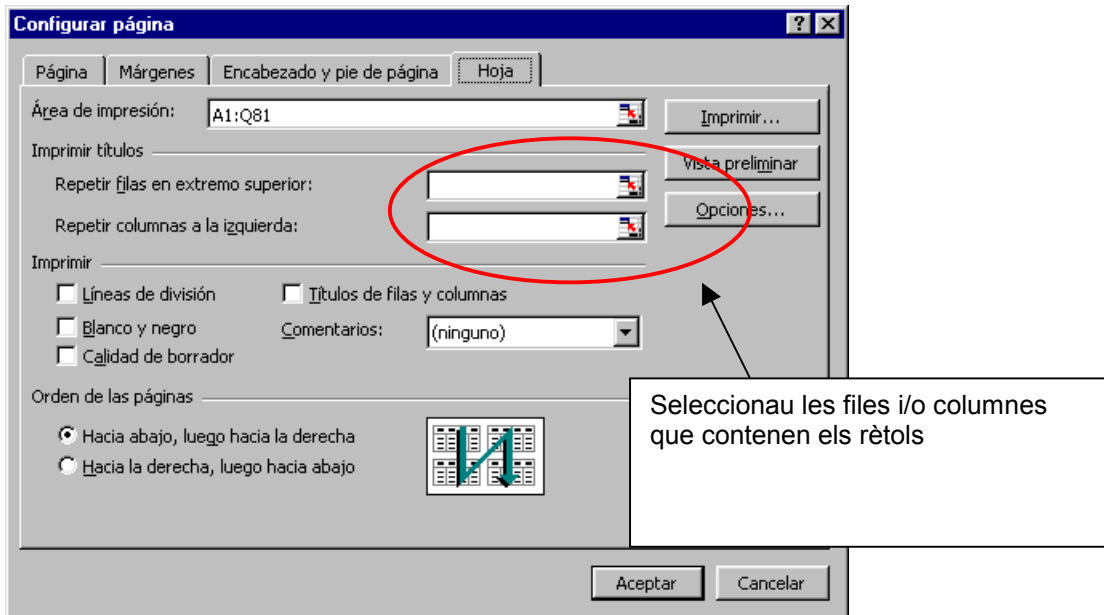 Configurar página
Página Márgenes Encabezado y pie de página Hoja
Área de impresión: A1:Q81 Imprimir...
Imprimir títulos Vista preliminar
Repetir filas en extremo superior:
Opciones...
Repetir columnas a la izquierda:
Imprimir
Líneas de división Títulos de filas y columnas
Blanco y negro Comentarios: (ninguno)
Calidad de borrador
Orden de las páginas
Hacia abajo, luego hacia la derecha
Hacia la derecha, luego hacia abajo
Seleccionau les files i/o columnes
que contenen els rètols
Aceptar Cancelar